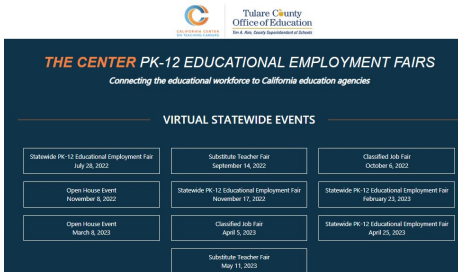 CALIFORNIA CENTER
ON TEACHING CAREERS
Tulare County
Office of Education
Tim A. Hire, County Superintendent of Schools
THE CENTER PK-12 EDUCATIONAL EMPLOYMENT FAIRS
Connecting the educational workforce to California education agencies
VIRTUAL STATEWIDE EVENTS
Statewide PK-12 Educational Employment Fair
July 28, 2022
Substitute Teacher Fair
September 14, 2022
Classified Job Fair
October 6, 2022
Open House Event
November 8, 2022
Statewide PK-12 Educational Employment Fair
November 17, 2022
Statewide PK-12 Educational Employment Fair
February 23, 2023
Open House Event
March 8, 2023
Classified Job Fair
April 5, 2023
Statewide PK-12 Educational Employment Fair
April 25, 2023
Substitute Teacher Fair
May 11, 2023